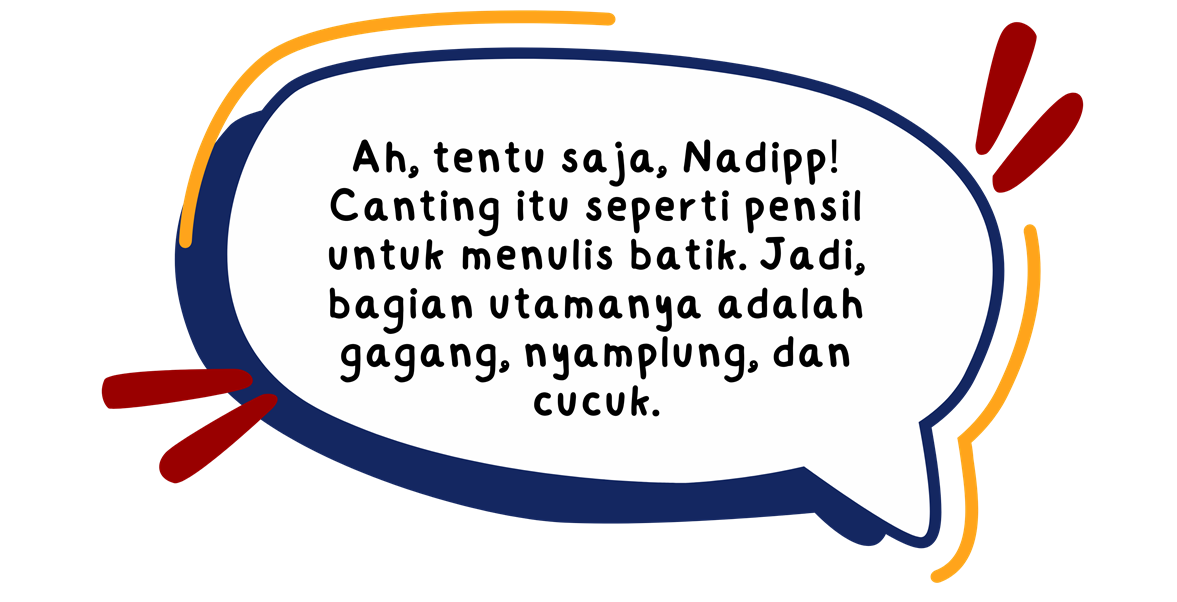 Ah, tentu saja, Nadipp!
Canting itu seperti pensil
untuk menulis batik. Jadi,
bagian utamanya adalah
gagang, nyamplung, dan
cucuk.